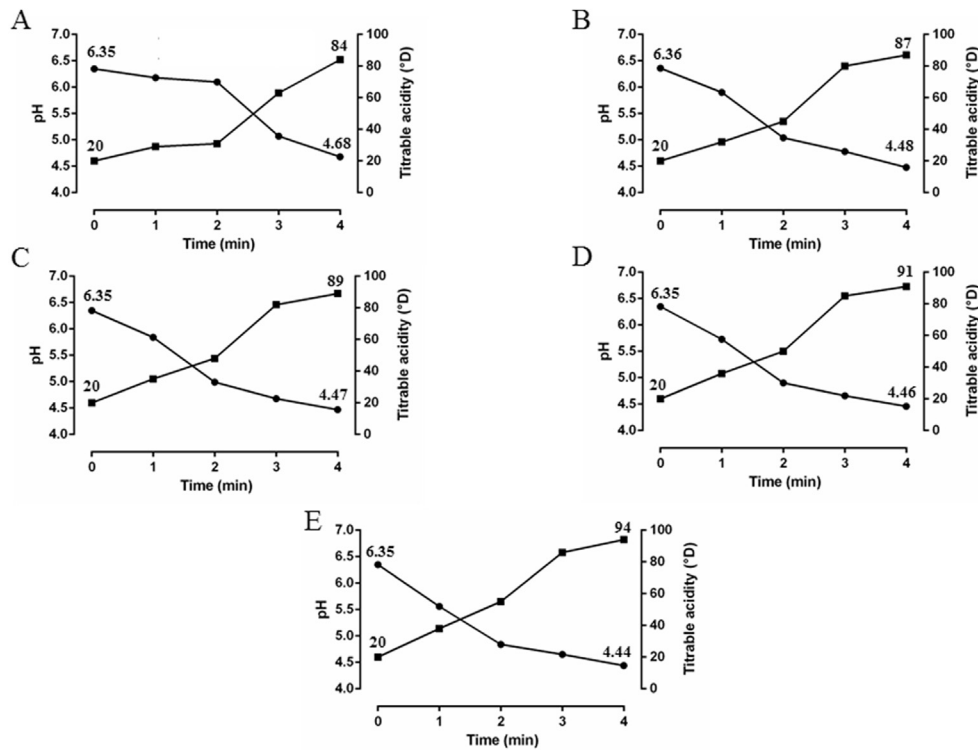 A
B
7.0 100
6.35 84
6.5 80
6.0 60
pH
5.5
5.0 40
20 4.68
4.5 20
4.0 0
Titrable acidity (°D)
0 1 2 3 4
Time (min)
7.0 100
6.36 87
6.5 80
6.0 60
pH
5.5
5.0 40
20 4.48
4.5 20
4.0 0
Titrable acidity (°D)
0 1 2 3 4
Time (min)
C
D
7.0 100
6.35 89
6.5 80
6.0 60
pH
5.5
5.0 40
20 4.47
4.5 20
4.0 0
Titrable acidity (°D)
0 1 2 3 4
Time (min)
7.0 100
6.35 91
6.5 80
6.0 60
pH
5.5
5.0 40
20 4.46
4.5 20
4.0 0
Titrable acidity (°D)
0 1 2 3 4
Time (min)
E
7.0 100
6.35 94
6.5 80
6.0 60
pH
5.5
5.0 40
20 4.44
4.5 20
4.0 0
Titrable acidity (°D)
0 1 2 3 4
Time (min)